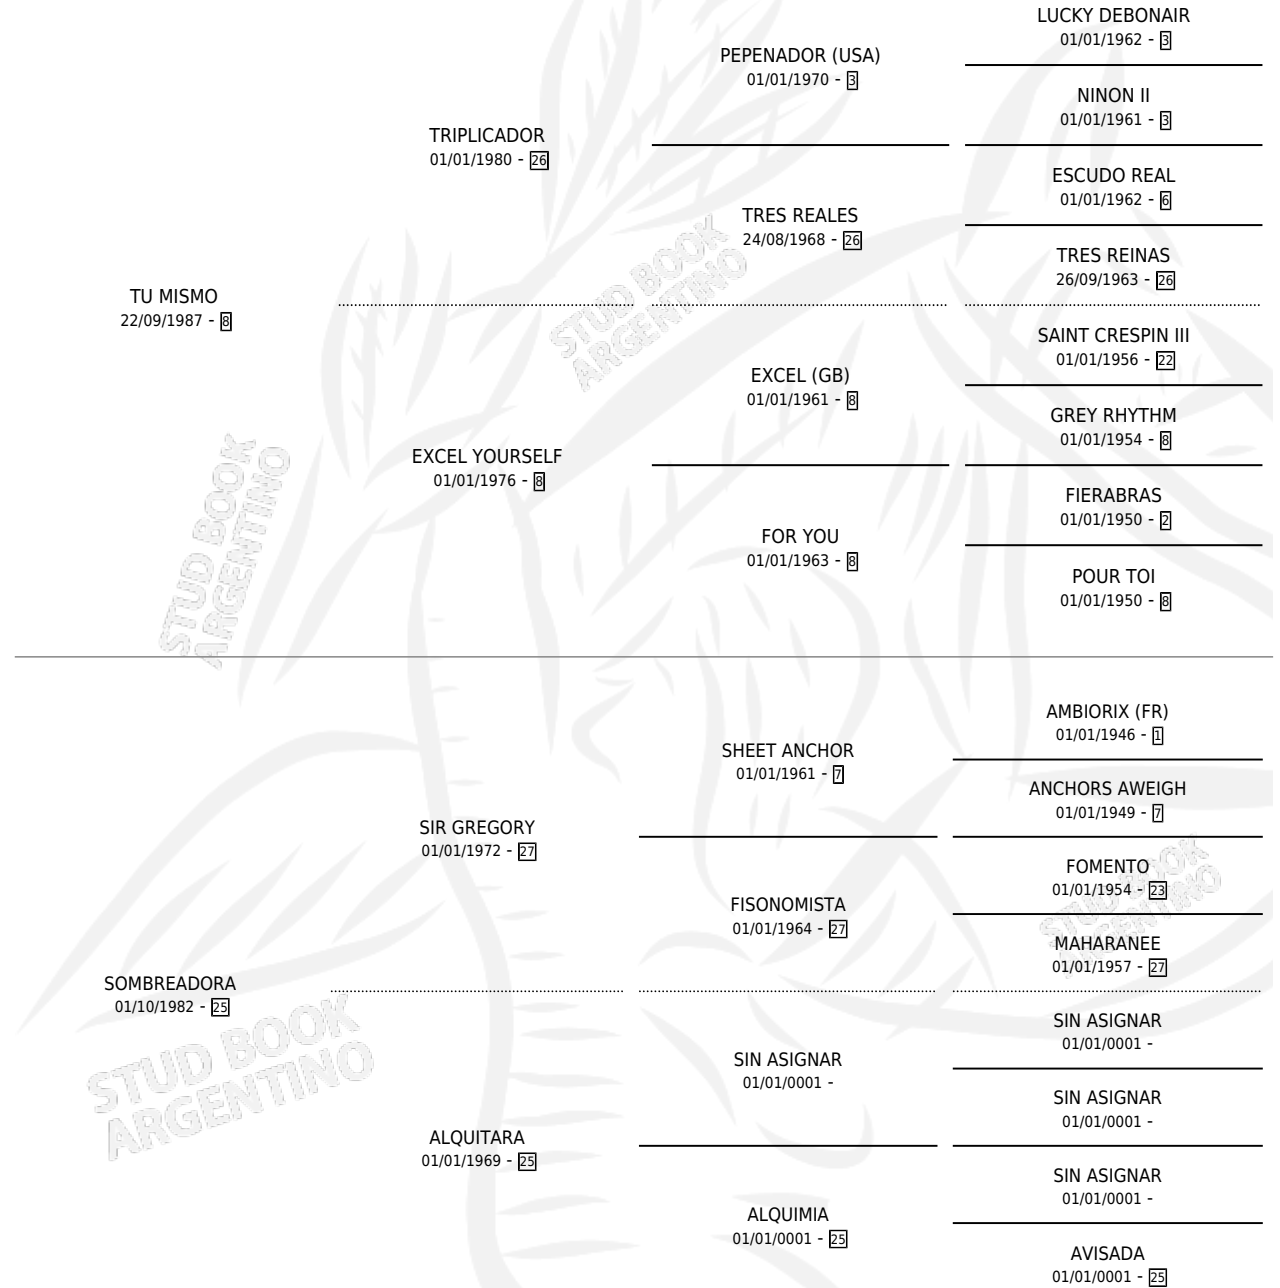 LUCKY DEBONAIR
01/01/1962 - 3
PEPENADOR (USA)
01/01/1970 - 3
NINON II
01/01/1961 - 3
TRIPLICADOR
01/01/1980 - 26
ESCUDO REAL
01/01/1962 - 6
TRES REALES
24/08/1968 - 26
TRES REINAS
26/09/1963 - 26
TU MISMO
22/09/1987 - 8
STUD BOOK
ARGENTINO
SAINT CRESPIN III
01/01/1956 - 22
EXCEL (GB)
01/01/1961 - 8
GREY RHYTHM
01/01/1954 - 8
EXCEL YOURSELF
01/01/1976 - 8
FIERABRAS
01/01/1950 - 2
FOR YOU
01/01/1963 - 8
POUR TOI
01/01/1950 - 8
STUD BOOK
ARGENTINO
AMBIORIX (FR)
01/01/1946 - 1
SHEET ANCHOR
01/01/1961 - 7
ANCHORS AWEIGH
01/01/1949 - 7
SIR GREGORY
01/01/1972 - 27
FOMENTO
01/01/1954 - 23
FISONOMISTA
01/01/1964 - 27
STUD BOOK
ARGENTINO
MAHARANEE
01/01/1957 - 27
SOMBREADORA
01/10/1982 - 25
SIN ASIGNAR
01/01/0001 -
SIN ASIGNAR
01/01/0001 -
SIN ASIGNAR
01/01/0001 -
STUD BOOK
ARGENTINO
ALQUITARA
01/01/1969 - 25
SIN ASIGNAR
01/01/0001 -
ALQUIMIA
01/01/0001 - 25
AVISADA
01/01/0001 - 25